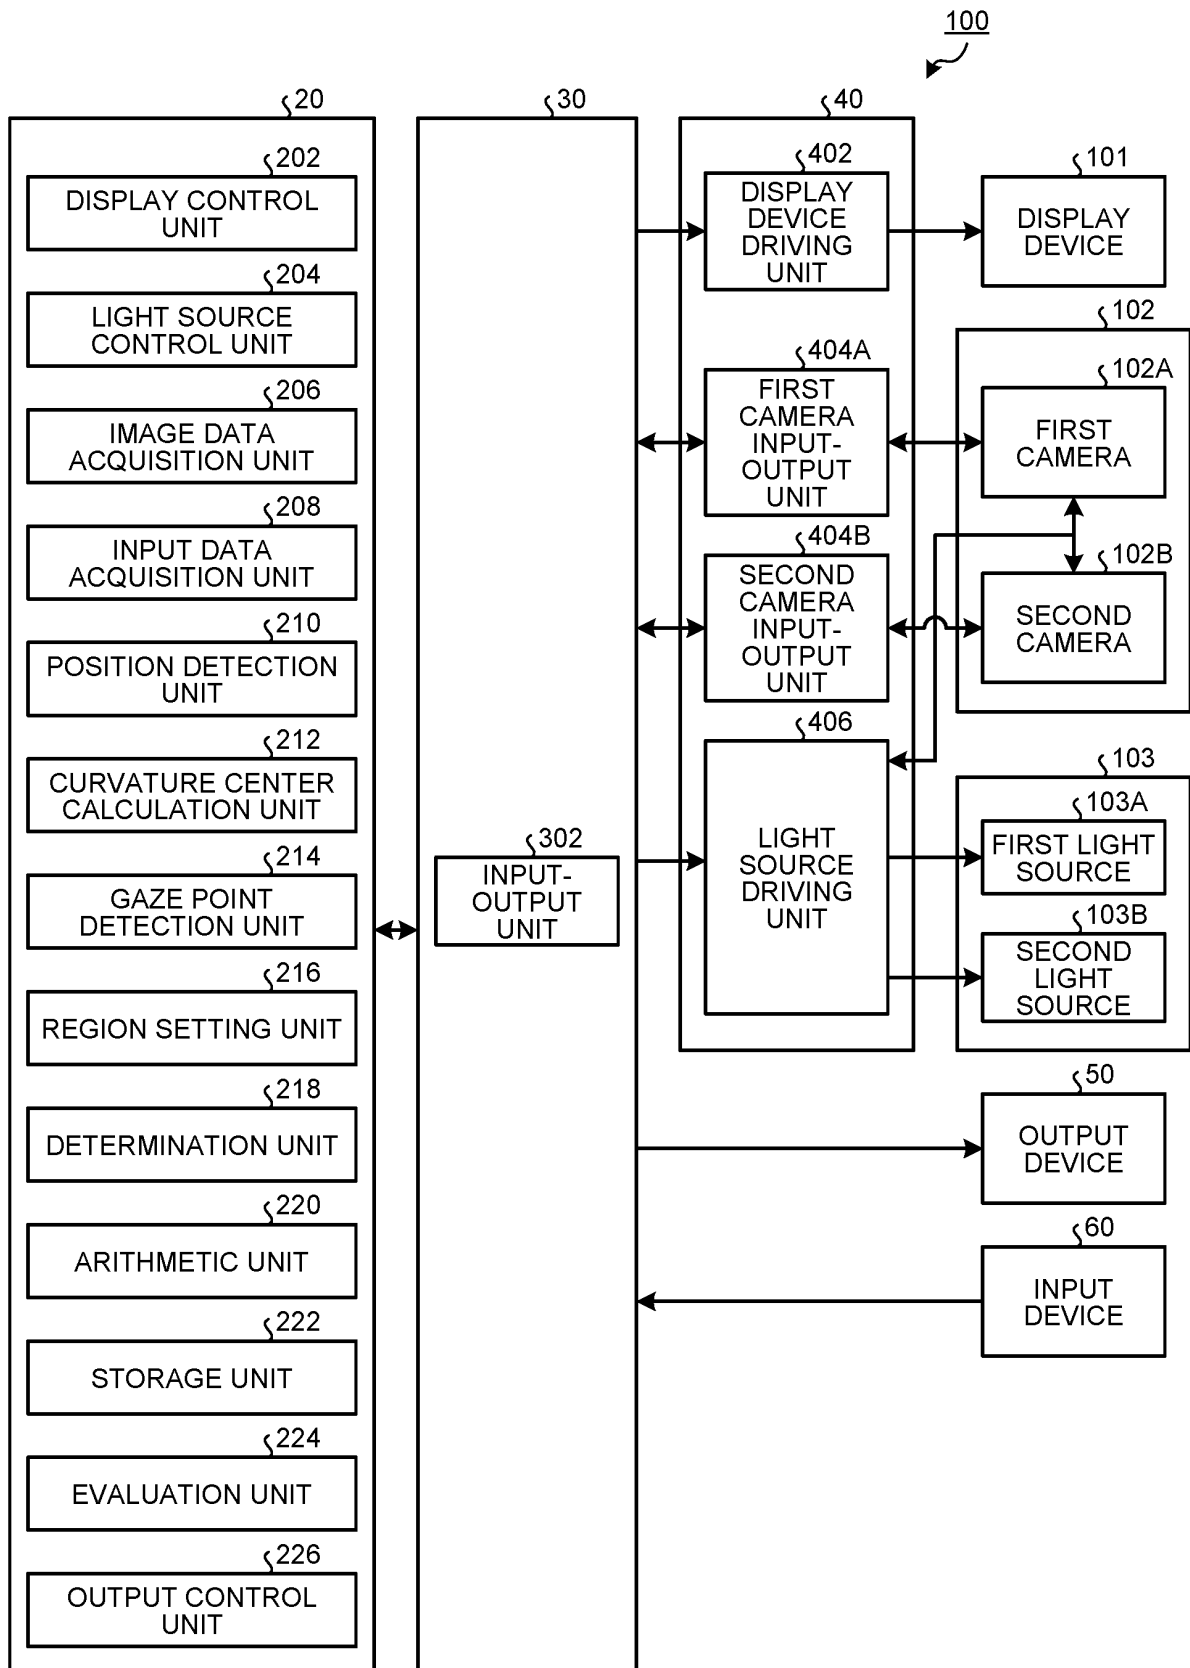 100
20
202
DISPLAY CONTROL
UNIT
204
LIGHT SOURCE
CONTROL UNIT
206
IMAGE DATA
ACQUISITION UNIT
208
INPUT DATA
ACQUISITION UNIT
210
POSITION DETECTION
UNIT
212
CURVATURE CENTER
CALCULATION UNIT
214
GAZE POINT
DETECTION UNIT
216
REGION SETTING UNIT
218
DETERMINATION UNIT
220
ARITHMETIC UNIT
222
STORAGE UNIT
224
EVALUATION UNIT
226
OUTPUT CONTROL
UNIT
30
302
INPUT-
OUTPUT
UNIT
40
402
DISPLAY
DEVICE
DRIVING
UNIT
404A
FIRST
CAMERA
INPUT-
OUTPUT
UNIT
404B
SECOND
CAMERA
INPUT-
OUTPUT
UNIT
406
LIGHT
SOURCE
DRIVING
UNIT
101
DISPLAY
DEVICE
102
102A
FIRST
CAMERA
102B
SECOND
CAMERA
103
103A
FIRST LIGHT
SOURCE
103B
SECOND
LIGHT
SOURCE
50
OUTPUT
DEVICE
60
INPUT
DEVICE